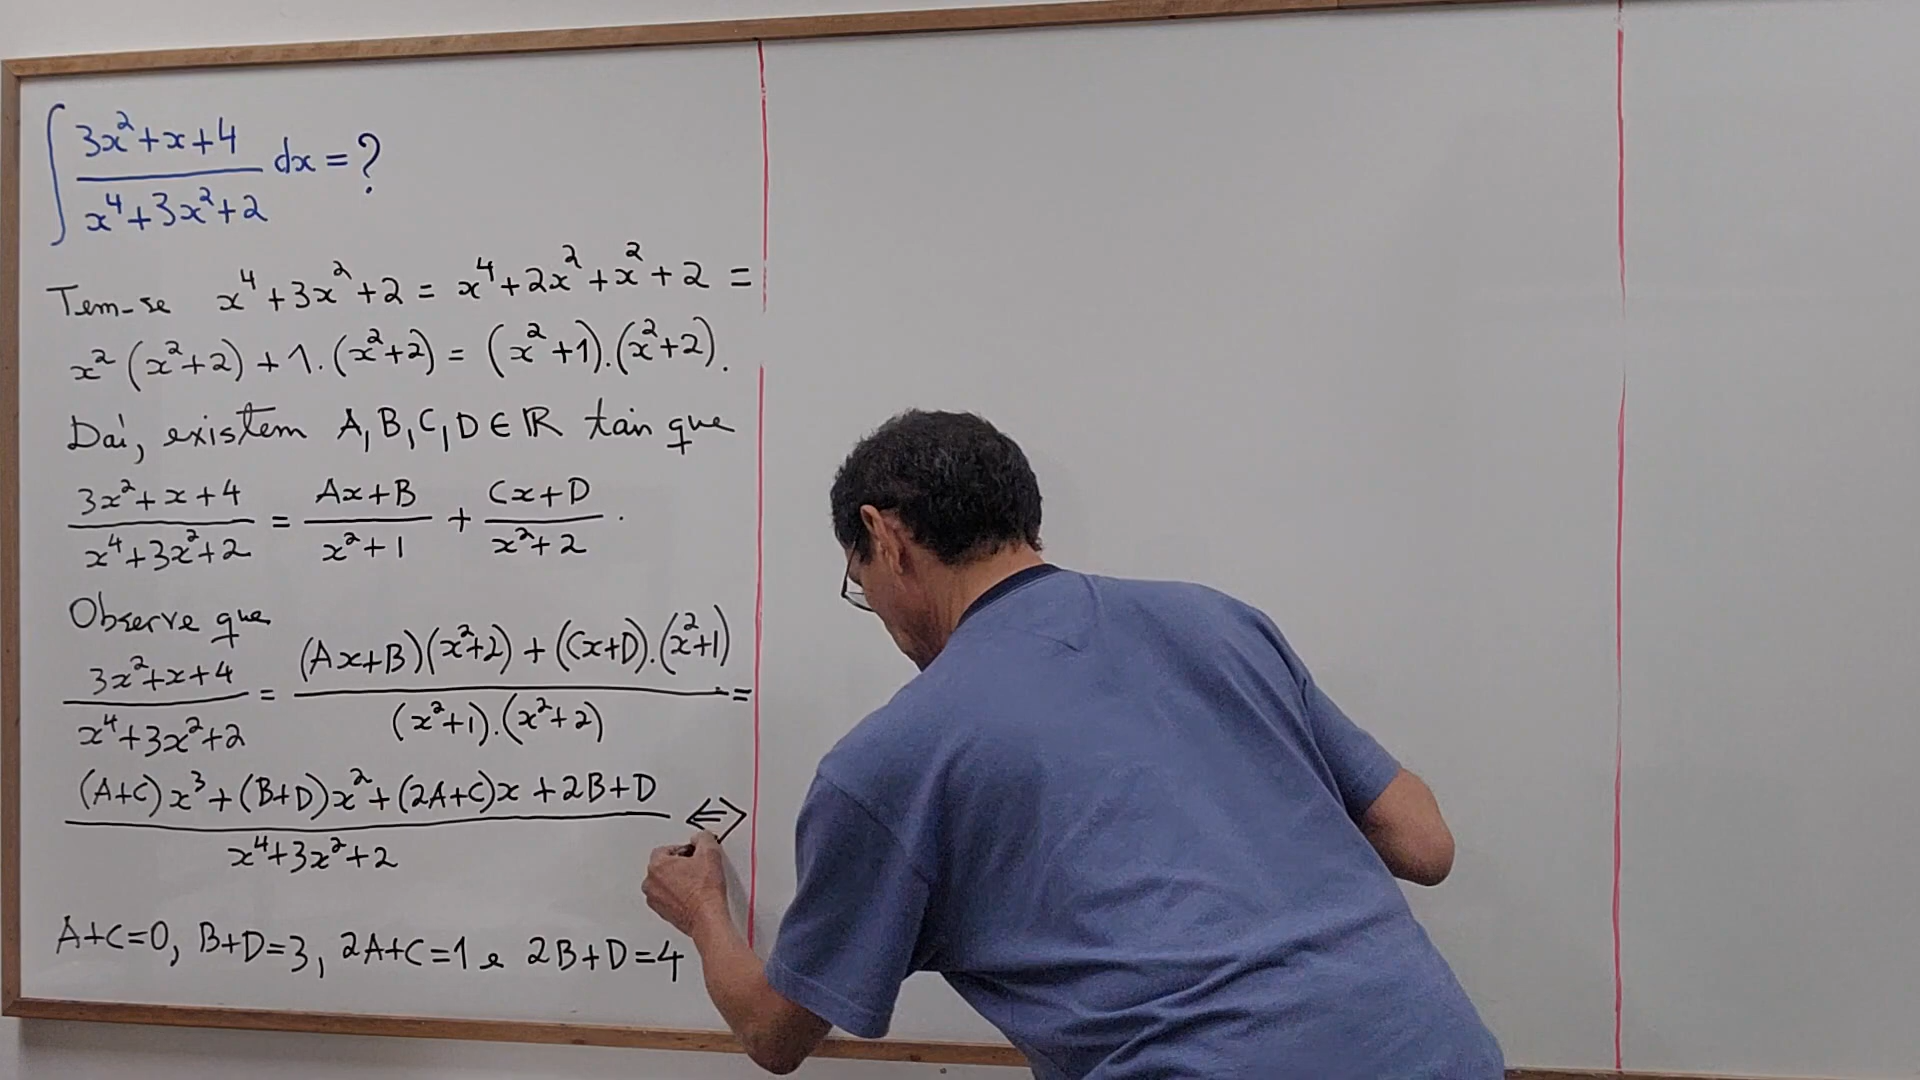 ∫ (3x²+x+4)/(x⁴+3x²+2) dx = ?
Tem-se x⁴+3x²+2 = x⁴+2x²+x²+2 =
x²(x²+2)+1.(x²+2) = (x²+1).(x²+2).
Daí, existem A,B,C,D∈ℝ tais que
(3x²+x+4)/(x⁴+3x²+2) = (Ax+B)/(x²+1) + (Cx+D)/(x²+2).
Observe que
(3x²+x+4)/(x⁴+3x²+2) = ((Ax+B)(x²+2)+(Cx+D).(x²+1))/((x²+1).(x²+2)) =
((A+C)x³+(B+D)x²+(2A+C)x+2B+D)/(x⁴+3x²+2) ⇔
A+C=0, B+D=3, 2A+C=1 e 2B+D=4